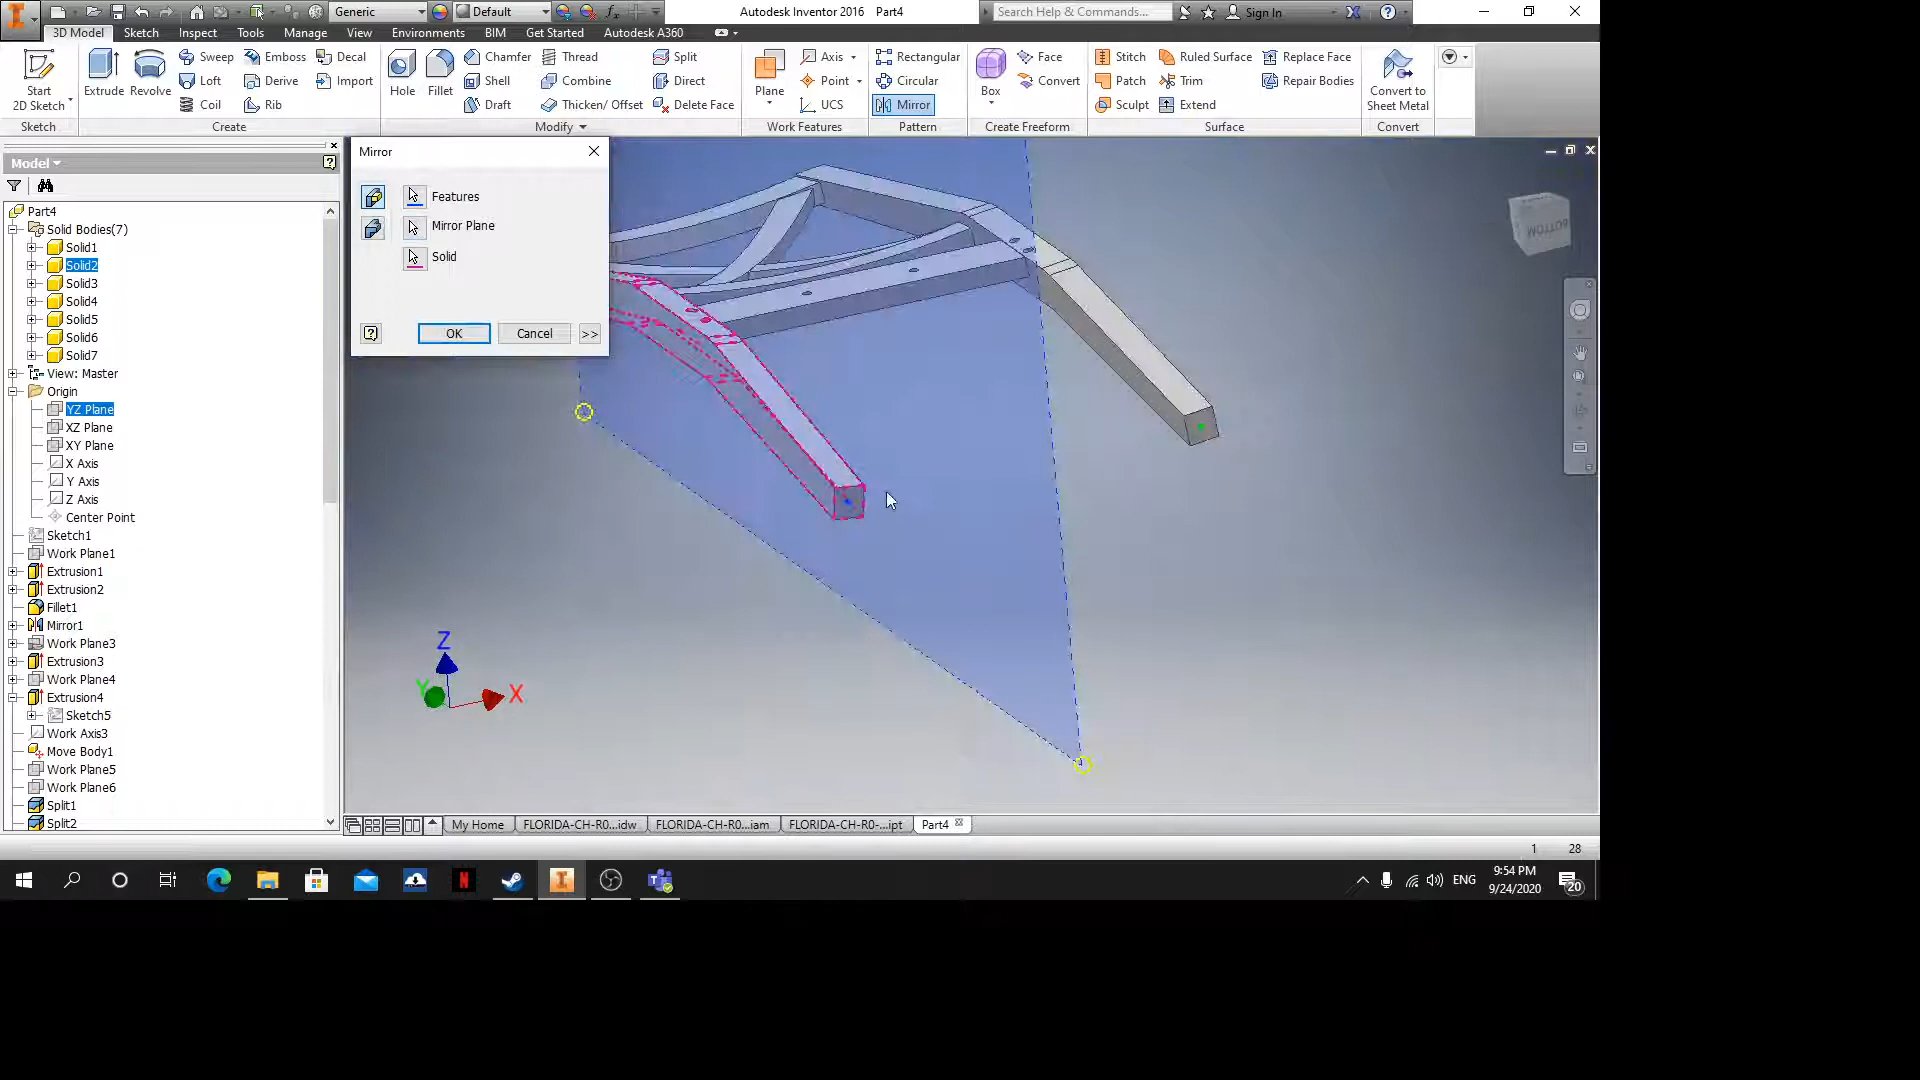 Generic
Default
Autodesk Inventor 2016 Part4
Search Help & Commands...
Sign In
3D Model Sketch Inspect Tools Manage View Environments BIM Get Started Autodesk A360
Start
2D Sketch
Extrude
Revolve
Sweep
Loft
Coil
Emboss
Derive
Rib
Decal
Import
Hole
Fillet
Chamfer
Shell
Draft
Thread
Combine
Thicken/ Offset
Split
Direct
Delete Face
Plane
Axis
Point
UCS
Rectangular
Circular
Mirror
Box
Face
Convert
Stitch
Patch
Sculpt
Ruled Surface
Trim
Extend
Replace Face
Repair Bodies
Convert to
Sheet Metal
Sketch Create Modify Work Features Pattern Create Freeform Surface Convert
Model
Part4
Solid Bodies(7)
Solid1
Solid2
Solid3
Solid4
Solid5
Solid6
Solid7
View: Master
Origin
YZ Plane
XZ Plane
XY Plane
X Axis
Y Axis
Z Axis
Center Point
Sketch1
Work Plane1
Extrusion1
Extrusion2
Fillet1
Mirror1
Work Plane3
Extrusion3
Work Plane4
Extrusion4
Sketch5
Work Axis3
Move Body1
Work Plane5
Work Plane6
Split1
Split2
Mirror
Features
Mirror Plane
Solid
OK
Cancel
>>
BOTTOM
Z
Y
X
My Home FLORIDA-CH-R0...idw FLORIDA-CH-R0...iam FLORIDA-CH-R0-...ipt Part4
1 28
ENG
9:54 PM
9/24/2020
20